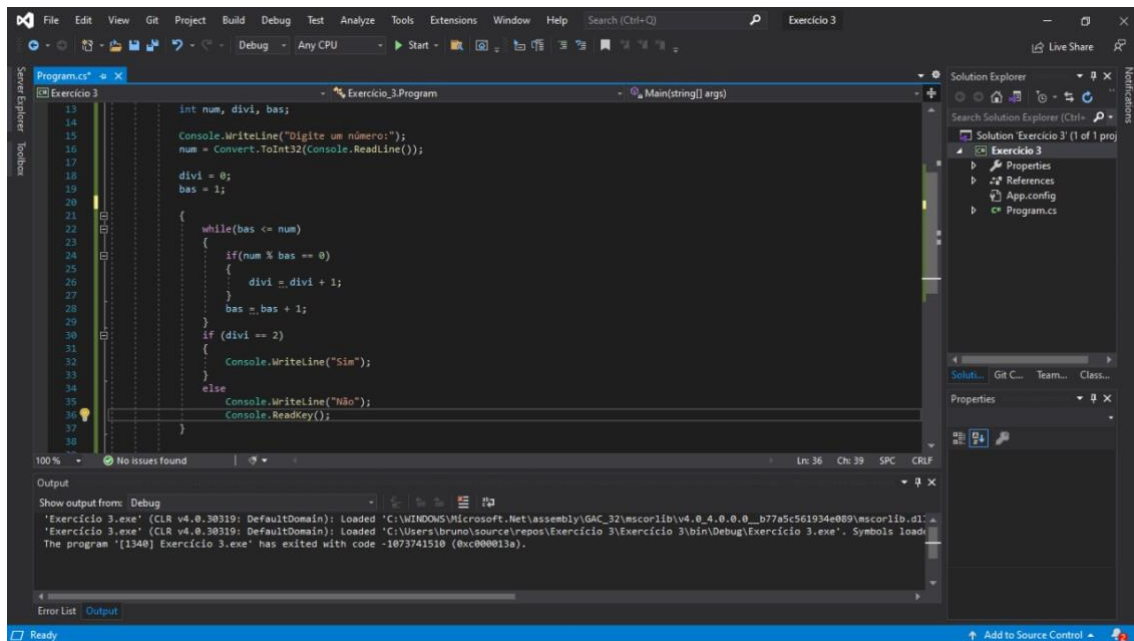 File Edit View Git Project Build Debug Test Analyze Tools Extensions Window Help Search (Ctrl+Q) Exercício 3
Debug Any CPU Start Live Share
Server Explorer
Toolbox
Notifications
Program.cs*
Exercício 3 Exercício_3.Program Main(string[] args)
13 int num, divi, bas;
14
15 Console.WriteLine("Digite um número:");
16 num = Convert.ToInt32(Console.ReadLine());
17
18 divi = 0;
19 bas = 1;
20
21 {
22 while(bas <= num)
23 {
24 if(num % bas == 0)
25 {
26 divi = divi + 1;
27 }
28 bas = bas + 1;
29 }
30 if (divi == 2)
31 {
32 Console.WriteLine("Sim");
33 }
34 else
35 Console.WriteLine("Não");
36 Console.ReadKey();
37 }
38
100 % No issues found Ln: 36 Ch: 39 SPC CRLF
Output
Show output from: Debug
'Exercício 3.exe' (CLR v4.0.30319: DefaultDomain): Loaded 'C:\WINDOWS\Microsoft.Net\assembly\GAC_32\mscorlib\v4.0_4.0.0.0__b77a5c561934e089\mscorlib.dl
'Exercício 3.exe' (CLR v4.0.30319: DefaultDomain): Loaded 'C:\Users\bruno\source\repos\Exercício 3\Exercício 3\bin\Debug\Exercício 3.exe'. Symbols loade
The program '[1340] Exercício 3.exe' has exited with code -1073741510 (0xc000013a).
Error List Output
Solution Explorer
Search Solution Explorer (Ctrl+
Solution 'Exercício 3' (1 of 1 proj
Exercício 3
Properties
References
App.config
Program.cs
Soluti... Git C... Team... Class...
Properties
Ready Add to Source Control 2